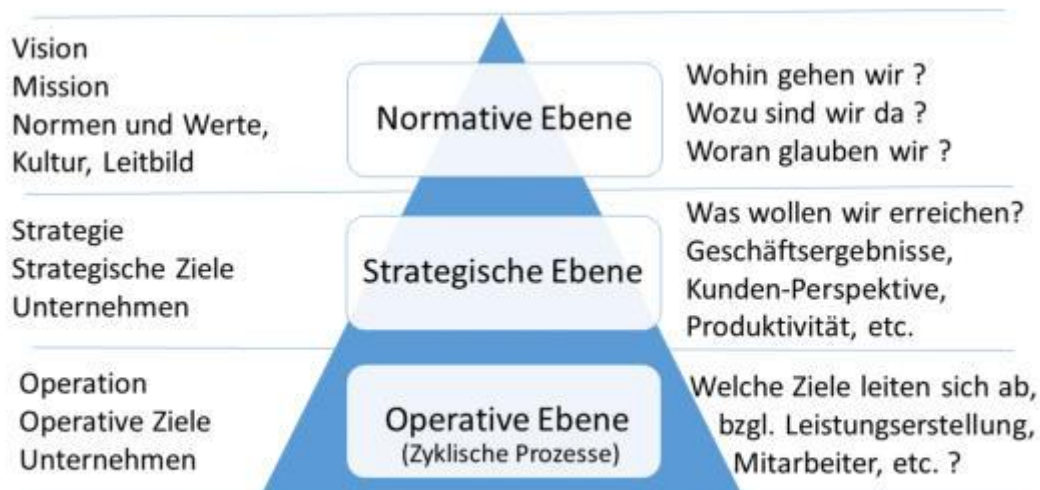 Vision
Mission
Normen und Werte,
Kultur, Leitbild
Normative Ebene
Wohin gehen wir ?
Wozu sind wir da ?
Woran glauben wir ?
Strategie
Strategische Ziele
Unternehmen
Strategische Ebene
Was wollen wir erreichen?
Geschäftsergebnisse,
Kunden-Perspektive,
Produktivität, etc.
Operation
Operative Ziele
Unternehmen
Operative Ebene
(Zyklische Prozesse)
Welche Ziele leiten sich ab,
bzgl. Leistungserstellung,
Mitarbeiter, etc. ?